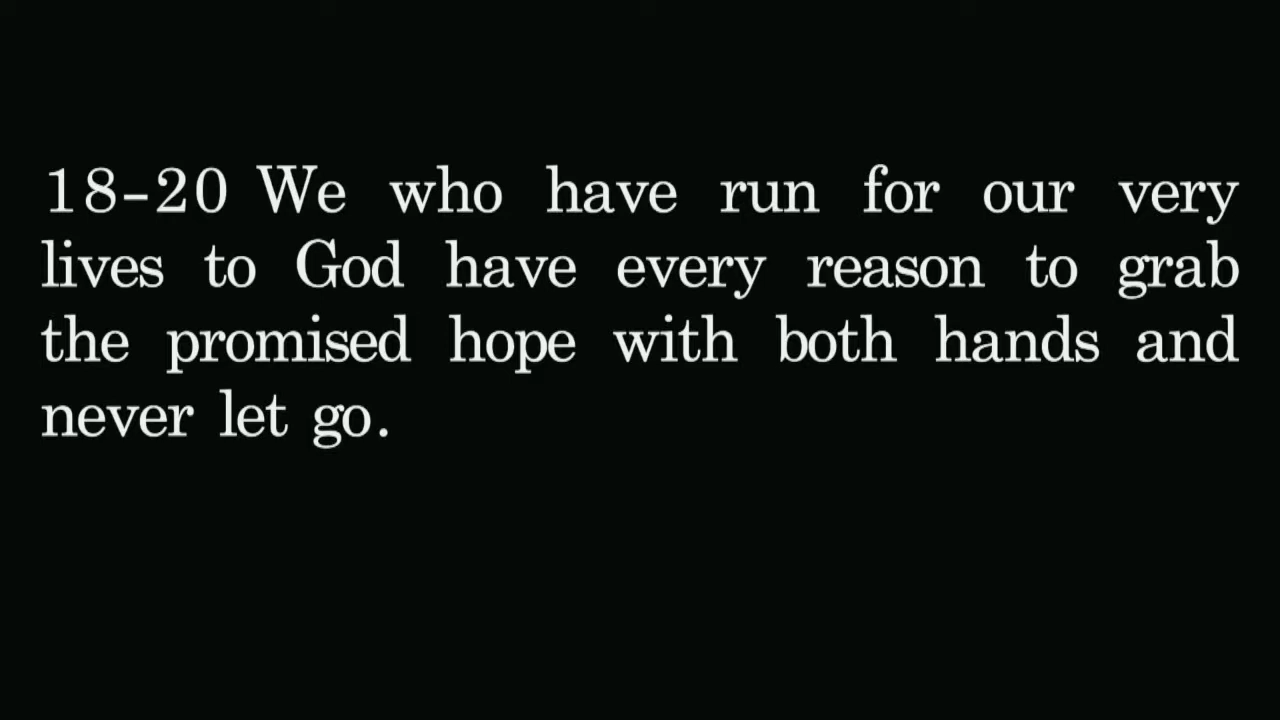 18–20 We who have run for our very
lives to God have every reason to grab
the promised hope with both hands and
never let go.